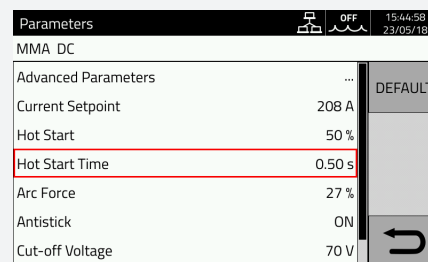 Parameters
OFF
15:44:58
23/05/18
MMA DC
Advanced Parameters ...
DEFAULT
Current Setpoint 208 A
Hot Start 50 %
Hot Start Time 0.50 s
Arc Force 27 %
Antistick ON
Cut-off Voltage 70 V